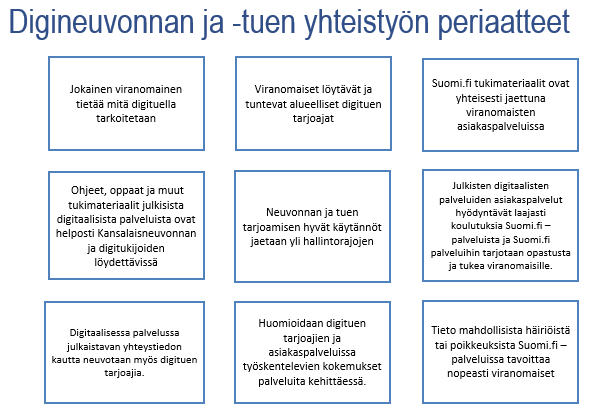 Digineuvonnan ja -tuen yhteistyön periaatteet
Jokainen viranomainen
tietää mitä digituella
tarkoitetaan
Viranomaiset löytävät ja
tuntevat alueelliset digituen
tarjoajat
Suomi.fi tukimateriaalit ovat
yhteisesti jaettuna
viranomaisten
asiakaspalveluissa
Ohjeet, oppaat ja muut
tukimateriaalit julkisista
digitaalisista palveluista ovat
helposti Kansalaisneuvonnan
ja digitukijoiden
löydettävissä
Neuvonnan ja tuen
tarjoamisen hyvät käytännöt
jaetaan yli hallintorajojen
Julkisten digitaalisten
palveluiden asiakaspalvelut
hyödyntävät laajasti
koulutuksia Suomi.fi –
palveluista ja Suomi.fi
palveluihin tarjotaan opastusta
ja tukea viranomaisille.
Digitaalisessa palvelussa
julkaistavan yhteystiedon
kautta neuvotaan myös digituen
tarjoajia.
Huomioidaan digituen
tarjoajien ja
asiakaspalveluissa
työskentelevien kokemukset
palveluita kehittäessä.
Tieto mahdollisista häiriöistä
tai poikkeuksista Suomi.fi –
palveluissa tavoittaa
nopeasti viranomaiset